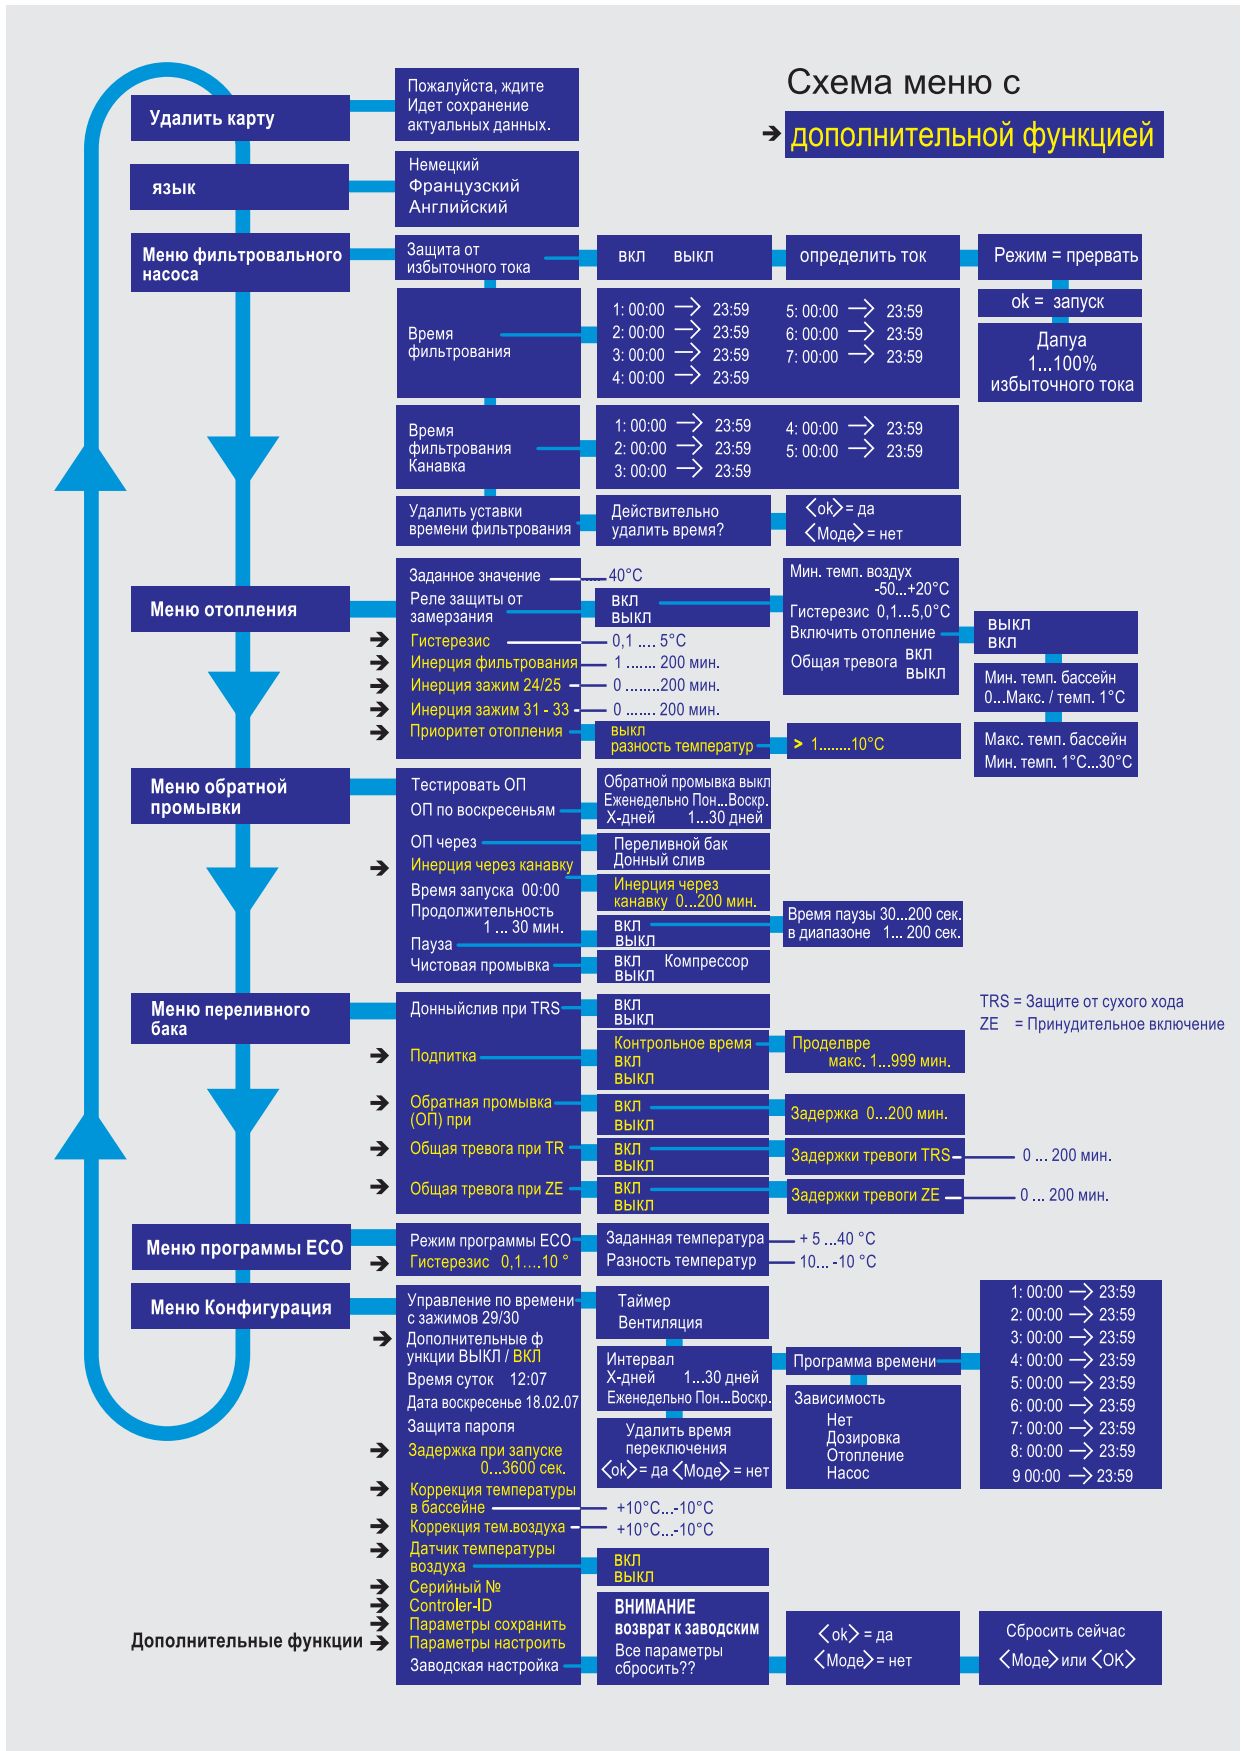 Схема меню с
➔ дополнительной функцией
Удалить карту
Пожалуйста, ждите
Идет сохранение
актуальных данных.
язык
Немецкий
Французский
Английский
Меню фильтровального
насоса
Защита от
избыточного тока
вкл выкл
определить ток
Режим = прервать
ok = запуск
Дапуа
1...100%
избыточного тока
Время
фильтрования
1: 00:00 → 23:59
2: 00:00 → 23:59
3: 00:00 → 23:59
4: 00:00 → 23:59
5: 00:00 → 23:59
6: 00:00 → 23:59
7: 00:00 → 23:59
Время
фильтрования
Канавка
1: 00:00 → 23:59
2: 00:00 → 23:59
3: 00:00 → 23:59
4: 00:00 → 23:59
5: 00:00 → 23:59
Удалить уставки
времени фильтрования
Действительно
удалить время?
<ok> = да
<Моде> = нет
Меню отопления
Заданное значение
40°C
Реле защиты от
замерзания
вкл
выкл
Мин. темп. воздух
-50...+20°C
Гистерезис 0,1...5,0°C
Включить отопление
Общая тревога вкл
выкл
выкл
вкл
Мин. темп. бассейн
0...Макс. / темп. 1°C
Макс. темп. бассейн
Мин. темп. 1°C...30°C
➔ Гистерезис
0,1 .... 5°C
➔ Инерция фильтрования
1 ....... 200 мин.
➔ Инерция зажим 24/25
0 ........200 мин.
➔ Инерция зажим 31 - 33
0 ....... 200 мин.
➔ Приоритет отопления
выкл
разность температур
> 1........10°C
Меню обратной
промывки
Тестировать ОП
ОП по воскресеньям
Обратной промывка выкл
Еженедельно Пон...Воскр.
X-дней 1...30 дней
ОП через
Переливной бак
Донный слив
➔ Инерция через канавку
Инерция через
канавку 0...200 мин.
Время запуска 00:00
Продолжительность
1 ... 30 мин.
Пауза
вкл
выкл
Время паузы 30...200 сек.
в диапазоне 1... 200 сек.
Чистовая промывка
вкл Компрессор
выкл
Меню переливного
бака
Донныйслив при TRS
вкл
выкл
TRS = Защите от сухого хода
ZE = Принудительное включение
➔ Подпитка
Контрольное время
вкл
выкл
Проделвре
макс. 1...999 мин.
➔ Обратная промывка
(ОП) при
вкл
выкл
Задержка 0...200 мин.
➔ Общая тревога при TR
вкл
выкл
Задержки тревоги TRS
0 ... 200 мин.
➔ Общая тревога при ZE
вкл
выкл
Задержки тревоги ZE
0 ... 200 мин.
Меню программы ECO
Режим программы ECO
➔ Гистерезис 0,1....10 °
Заданная температура
+ 5 ...40 °C
Разность температур
10... -10 °C
Меню Конфигурация
Управление по времени
с зажимов 29/30
Таймер
Вентиляция
➔ Дополнительные ф
ункции ВЫКЛ / ВКЛ
Время суток 12:07
Дата воскресенье 18.02.07
Защита пароля
Интервал
X-дней 1...30 дней
Еженедельно Пон...Воскр.
Удалить время
переключения
<ok> = да <Моде> = нет
Программа времени
Зависимость
Нет
Дозировка
Отопление
Насос
1: 00:00 → 23:59
2: 00:00 → 23:59
3: 00:00 → 23:59
4: 00:00 → 23:59
5: 00:00 → 23:59
6: 00:00 → 23:59
7: 00:00 → 23:59
8: 00:00 → 23:59
9 00:00 → 23:59
➔ Задержка при запуске
0...3600 сек.
➔ Коррекция температуры
в бассейне
+10°C...-10°C
➔ Коррекция тем.воздуха
+10°C...-10°C
➔ Датчик температуры
воздуха
вкл
выкл
➔ Серийный №
➔ Controler-ID
➔ Параметры сохранить
Дополнительные функции ➔ Параметры настроить
Заводская настройка
ВНИМАНИЕ
возврат к заводским
Все параметры
сбросить??
<ok> = да
<Моде> = нет
Сбросить сейчас
<Моде> или <OK>